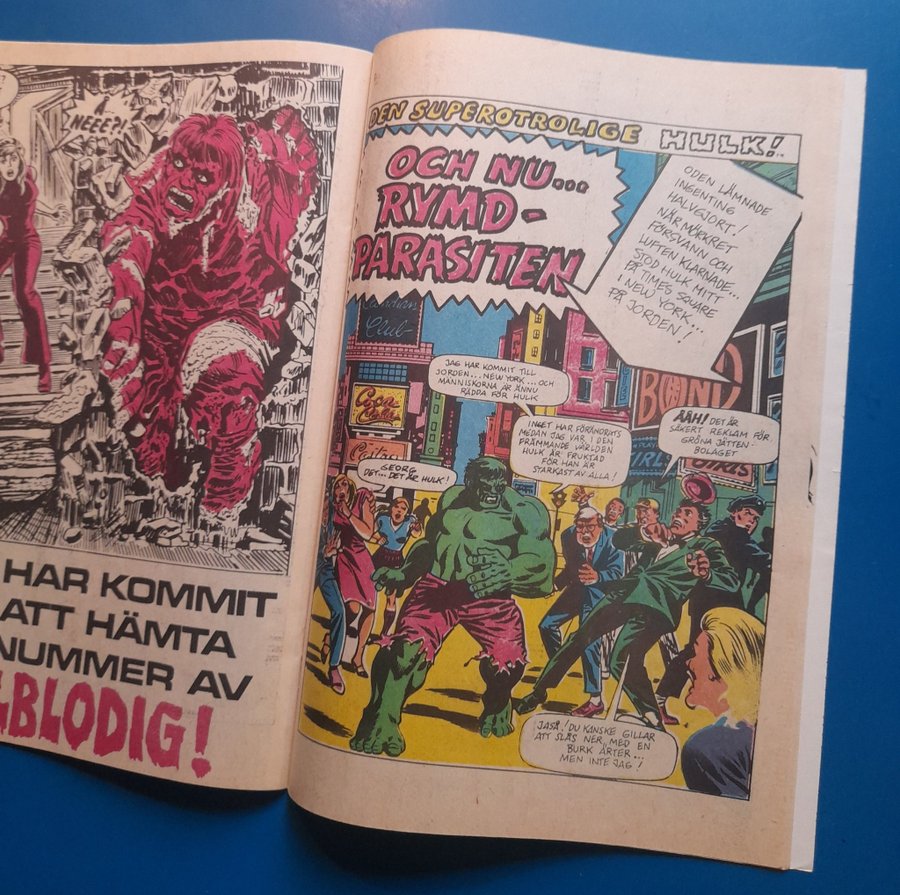 NEEE?!
HAR KOMMIT
ATT HÄMTA
NUMMER AV
BLODIG!
DEN SUPEROTROLIGE HULK!
OCH NU...
RYMD-
PARASITEN
ODEN LÄMNADE
INGENTING
HALVGJORT!
NÄR MÖRKRET
FÖRSVANN OCH
LUFTEN KLARNADE...
STOD HULK MITT
PÅ TIMES SQUARE
I NEW YORK...
PÅ JORDEN!
Club
JAG HAR KOMMIT TILL
JORDEN... NEW YORK... OCH
MÄNNISKORNA ÄR ÄNNU
RÄDDA FÖR HULK
Coca
Cola
INGET HAR FÖRÄNDRATS
MEDAN JAG VAR I DEN
FRÄMMANDE VÄRLDEN
HULK ÄR FRUKTAD
FÖR HAN ÄR
STARKAST AV ALLA!
BOND
ÄÄH! DET ÄR
SÄKERT REKLAM FÖR
GRÖNA JÄTTEN-
BOLAGET
GIRLS
GEORG
DET... DET ÄR HULK!
JASÅ! DU KANSKE GILLAR
ATT SLÅS NER MED EN
BURK ÄRTER...
MEN INTE JAG!